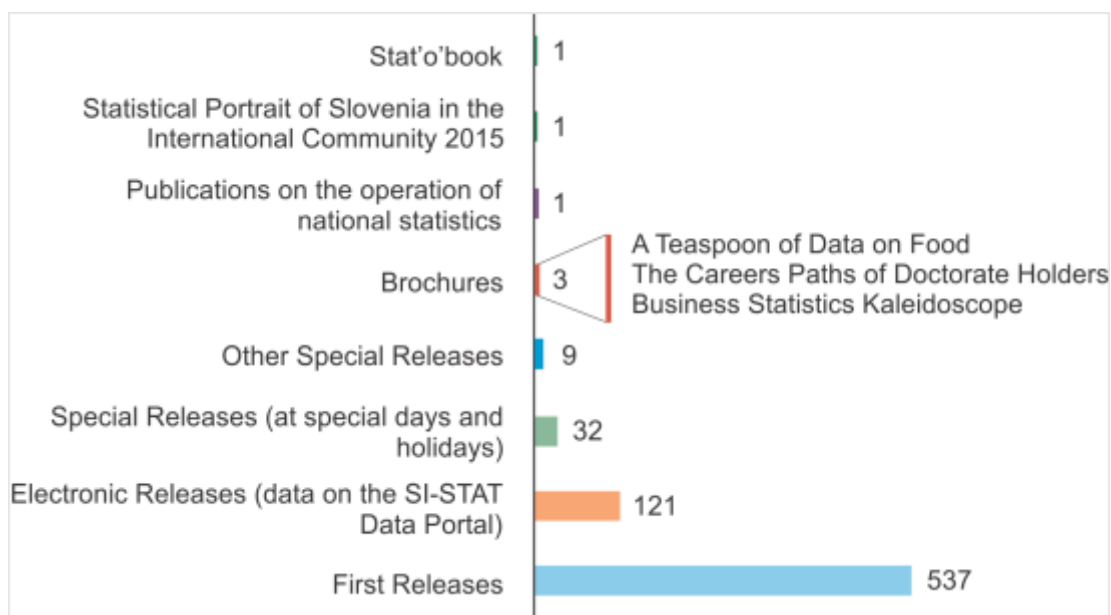 Stat’o’book
1
Statistical Portrait of Slovenia in the
International Community 2015
1
Publications on the operation of
national statistics
1
Brochures
3
A Teaspoon of Data on Food
The Careers Paths of Doctorate Holders
Business Statistics Kaleidoscope
Other Special Releases
9
Special Releases (at special days and
holidays)
32
Electronic Releases (data on the SI-STAT
Data Portal)
121
First Releases
537